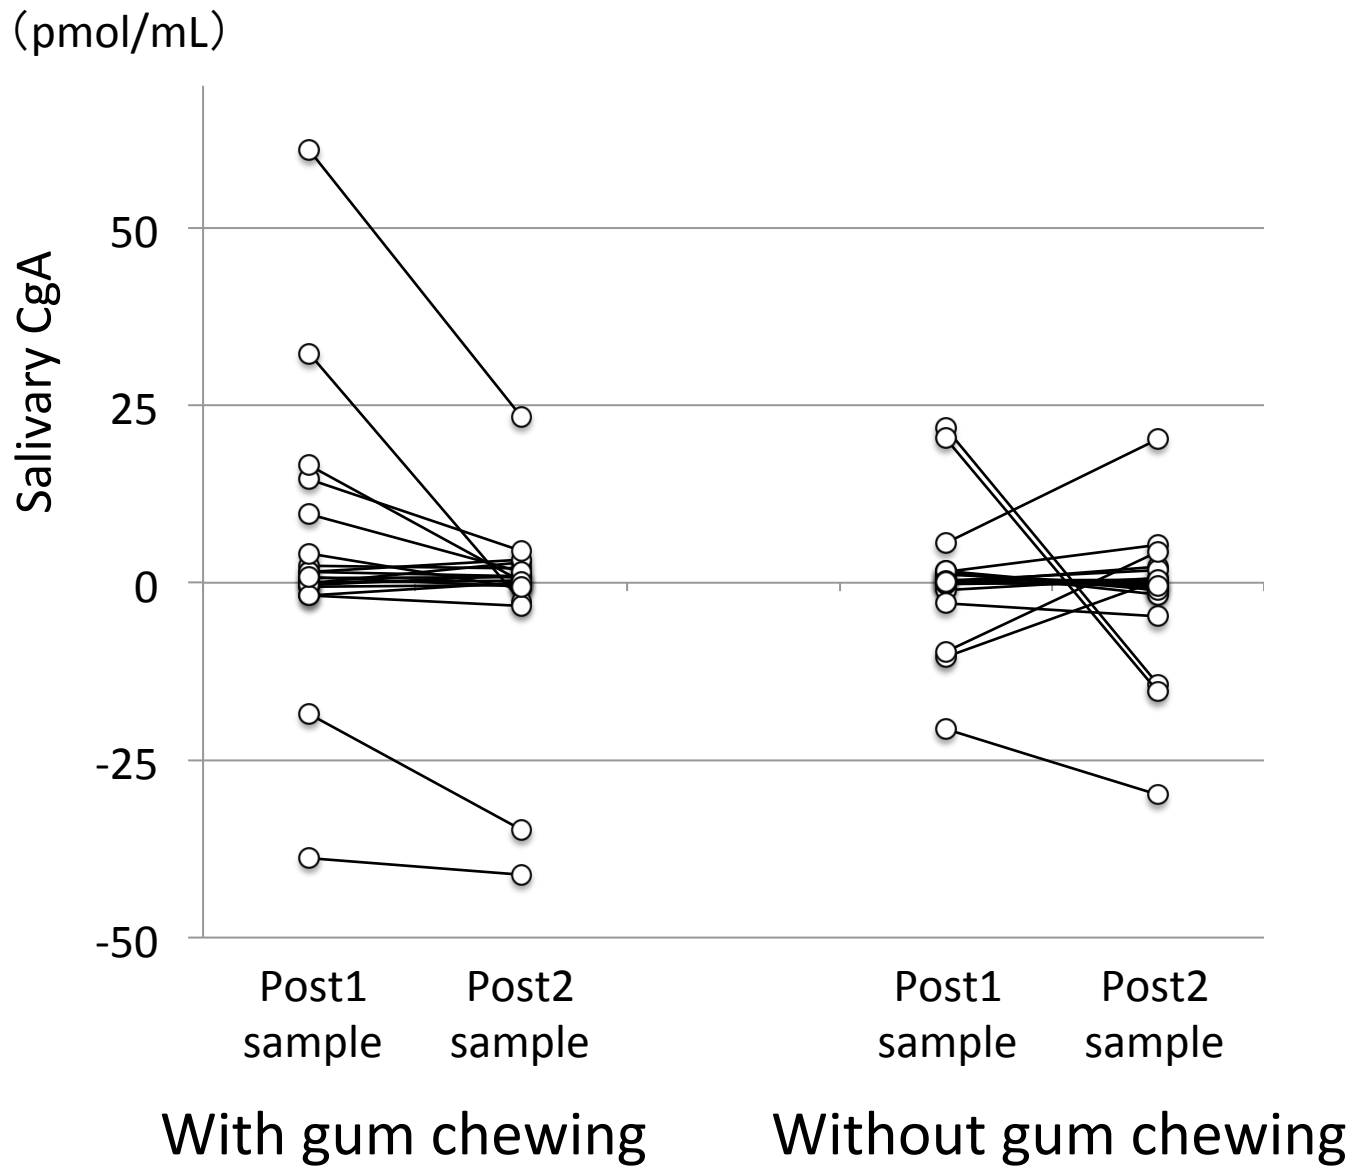 （pmol/mL）
Salivary CgA
50
25
0
-25
-50
Post1 sample
Post2 sample
Post1 sample
Post2 sample
With gum chewing
Without gum chewing